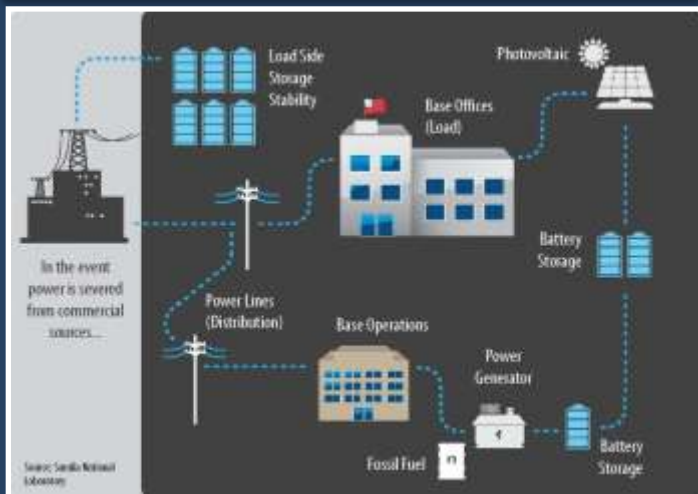 Load Side
Storage
Stability
Photovoltaic
Base Offices
(Load)
In the event
power is severed
from commercial
sources...
Battery
Storage
Power Lines
(Distribution)
Base Operations
Power
Generator
Fossil Fuel
Battery
Storage
Source: Sandia National
Laboratory